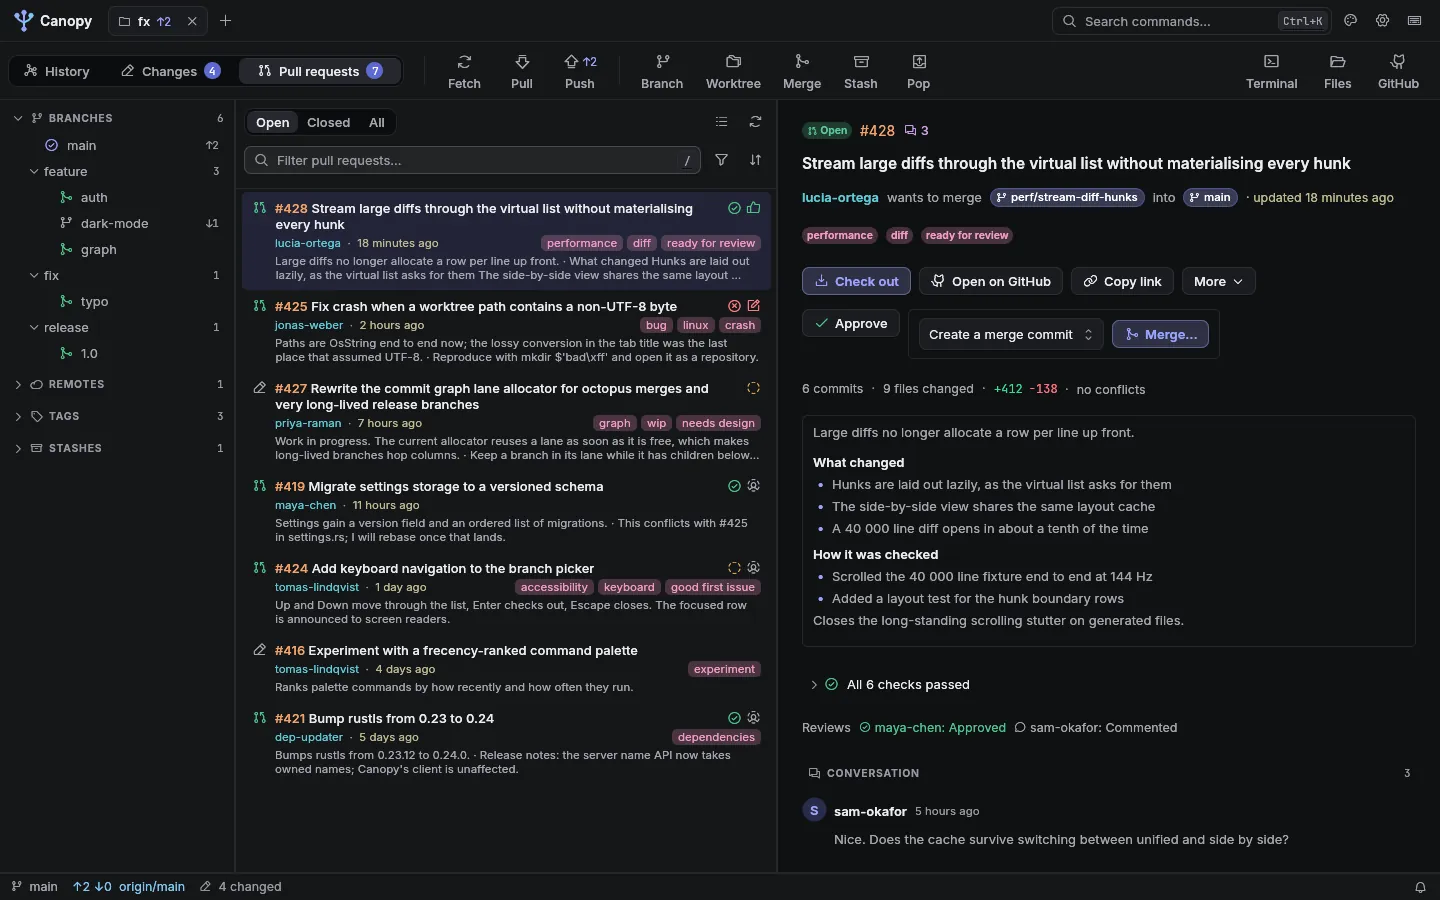 Canopy
fx ↑2
Search commands... Ctrl+K
History
Changes 4
Pull requests 7
Fetch
Pull
↑2
Push
Branch
Worktree
Merge
Stash
Pop
Terminal
Files
GitHub
BRANCHES 6
main ↑2
feature 3
auth
dark-mode ↓1
graph
fix 1
typo
release 1
1.0
REMOTES 1
TAGS 3
STASHES 1
Open Closed All
Filter pull requests... /
#428 Stream large diffs through the virtual list without materialising
every hunk
lucia-ortega · 18 minutes ago performance diff ready for review
Large diffs no longer allocate a row per line up front. · What changed Hunks are laid out
lazily, as the virtual list asks for them The side-by-side view shares the same layout ...
#425 Fix crash when a worktree path contains a non-UTF-8 byte
jonas-weber · 2 hours ago bug linux crash
Paths are OsString end to end now; the lossy conversion in the tab title was the last
place that assumed UTF-8. · Reproduce with mkdir $'bad\xff' and open it as a repository.
#427 Rewrite the commit graph lane allocator for octopus merges and
very long-lived release branches
priya-raman · 7 hours ago graph wip needs design
Work in progress. The current allocator reuses a lane as soon as it is free, which makes
long-lived branches hop columns. · Keep a branch in its lane while it has children below...
#419 Migrate settings storage to a versioned schema
maya-chen · 11 hours ago
Settings gain a version field and an ordered list of migrations. · This conflicts with #425
in settings.rs; I will rebase once that lands.
#424 Add keyboard navigation to the branch picker
tomas-lindqvist · 1 day ago accessibility keyboard good first issue
Up and Down move through the list, Enter checks out, Escape closes. The focused row
is announced to screen readers.
#416 Experiment with a frecency-ranked command palette
tomas-lindqvist · 4 days ago experiment
Ranks palette commands by how recently and how often they run.
#421 Bump rustls from 0.23 to 0.24
dep-updater · 5 days ago dependencies
Bumps rustls from 0.23.12 to 0.24.0. · Release notes: the server name API now takes
owned names; Canopy's client is unaffected.
Open #428 3
Stream large diffs through the virtual list without materialising every hunk
lucia-ortega wants to merge perf/stream-diff-hunks into main · updated 18 minutes ago
performance diff ready for review
Check out
Open on GitHub
Copy link
More
Approve
Create a merge commit
Merge...
6 commits · 9 files changed · +412 -138 · no conflicts
Large diffs no longer allocate a row per line up front.
What changed
• Hunks are laid out lazily, as the virtual list asks for them
• The side-by-side view shares the same layout cache
• A 40 000 line diff opens in about a tenth of the time
How it was checked
• Scrolled the 40 000 line fixture end to end at 144 Hz
• Added a layout test for the hunk boundary rows
Closes the long-standing scrolling stutter on generated files.
All 6 checks passed
Reviews maya-chen: Approved sam-okafor: Commented
CONVERSATION 3
S
sam-okafor 5 hours ago
Nice. Does the cache survive switching between unified and side by side?
main ↑2 ↓0 origin/main 4 changed